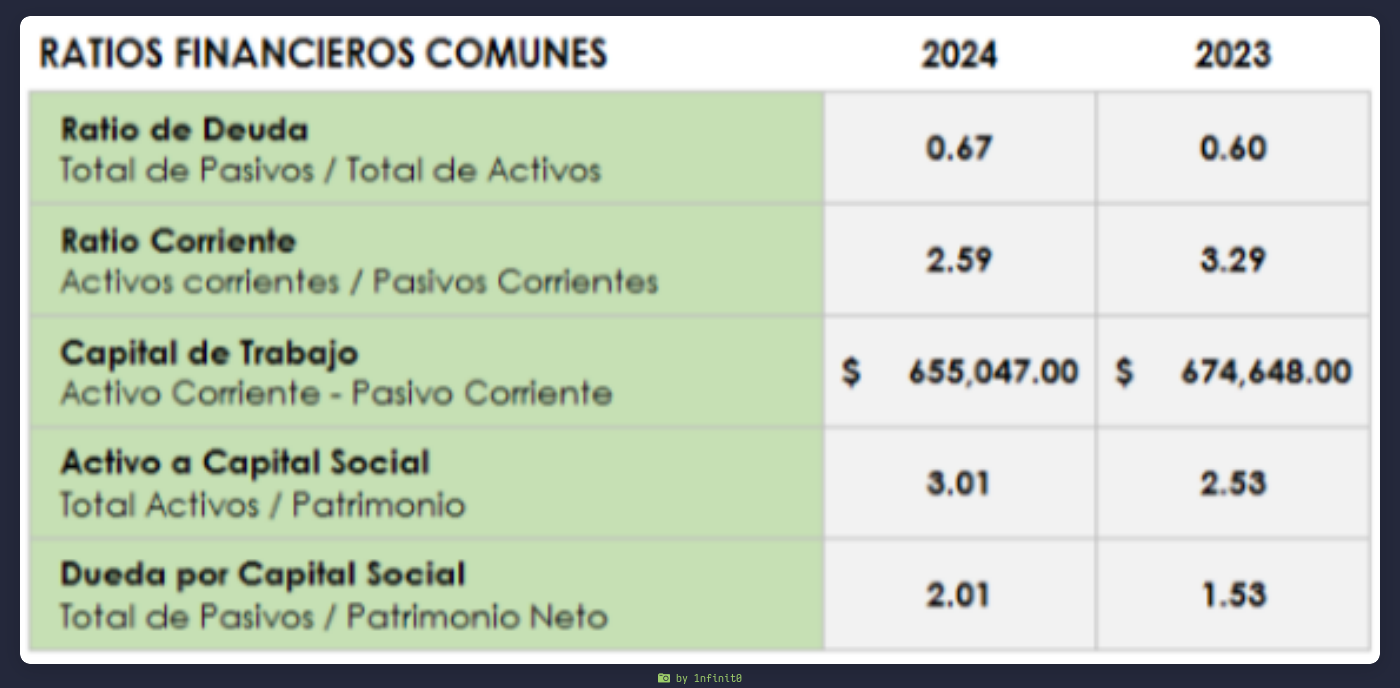 RATIOS FINANCIEROS COMUNES 2024 2023
Ratio de Deuda
Total de Pasivos / Total de Activos 0.67 0.60
Ratio Corriente
Activos corrientes / Pasivos Corrientes 2.59 3.29
Capital de Trabajo
Activo Corriente - Pasivo Corriente $ 655,047.00 $ 674,648.00
Activo a Capital Social
Total Activos / Patrimonio 3.01 2.53
Dueda por Capital Social
Total de Pasivos / Patrimonio Neto 2.01 1.53
by 1nfinit0